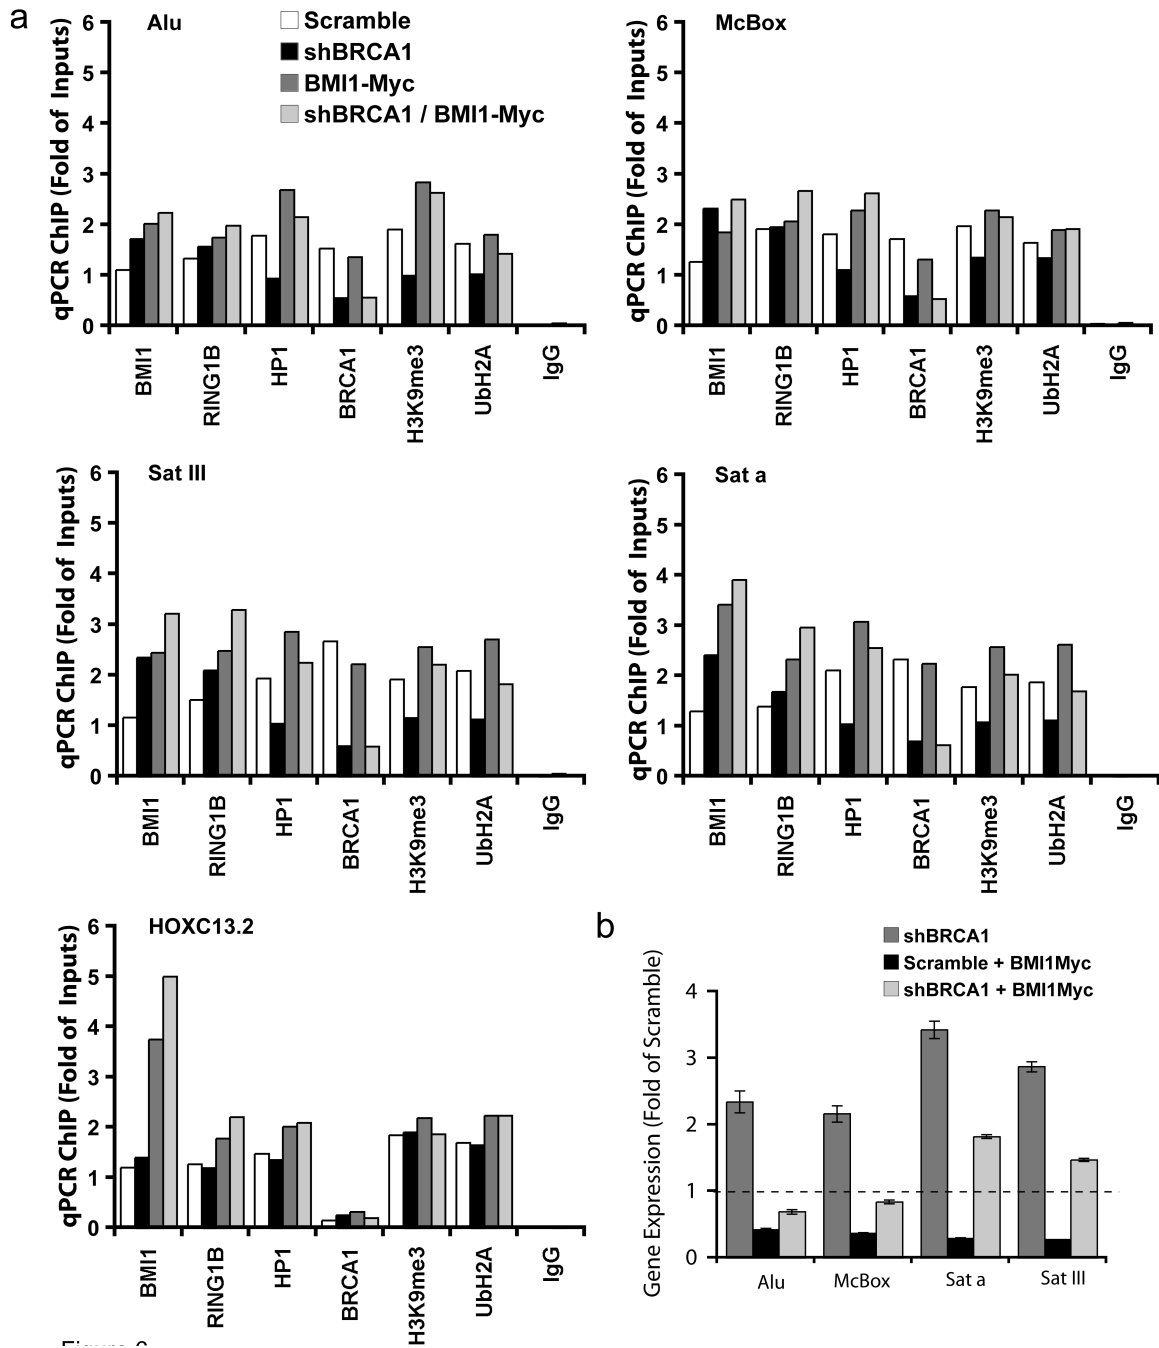 a
Alu
Scramble
shBRCA1
BMI1-Myc
shBRCA1 / BMI1-Myc
qPCR ChIP (Fold of Inputs)
6
5
4
3
2
1
0
BMI1
RING1B
HP1
BRCA1
H3K9me3
UbH2A
IgG
McBox
qPCR ChIP (Fold of Inputs)
6
5
4
3
2
1
0
BMI1
RING1B
HP1
BRCA1
H3K9me3
UbH2A
IgG
Sat III
qPCR ChIP (Fold of Inputs)
6
5
4
3
2
1
0
BMI1
RING1B
HP1
BRCA1
H3K9me3
UbH2A
IgG
Sat a
qPCR ChIP (Fold of Inputs)
6
5
4
3
2
1
0
BMI1
RING1B
HP1
BRCA1
H3K9me3
UbH2A
IgG
HOXC13.2
qPCR ChIP (Fold of Inputs)
6
5
4
3
2
1
0
BMI1
RING1B
HP1
BRCA1
H3K9me3
UbH2A
IgG
b
shBRCA1
Scramble + BMI1Myc
shBRCA1 + BMI1Myc
Gene Expression (Fold of Scramble)
4
3
2
1
0
Alu
McBox
Sat a
Sat III